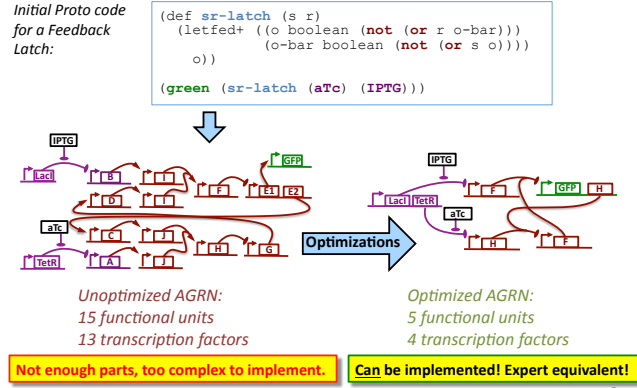 Initial Proto code
for a Feedback
Latch:
(def sr-latch (s r)
(letfed+ ((o boolean (not (or r o-bar)))
(o-bar boolean (not (or s o))))
o))
(green (sr-latch (aTc) (IPTG)))
IPTG
GFP
LacI
B
I
F
E1
E2
D
I
aTc
C
J
H
G
TetR
A
J
Optimizations
IPTG
LacI
TetR
F
GFP
H
aTc
H
F
Unoptimized AGRN:
15 functional units
13 transcription factors
Optimized AGRN:
5 functional units
4 transcription factors
Not enough parts, too complex to implement.
Can be implemented! Expert equivalent!